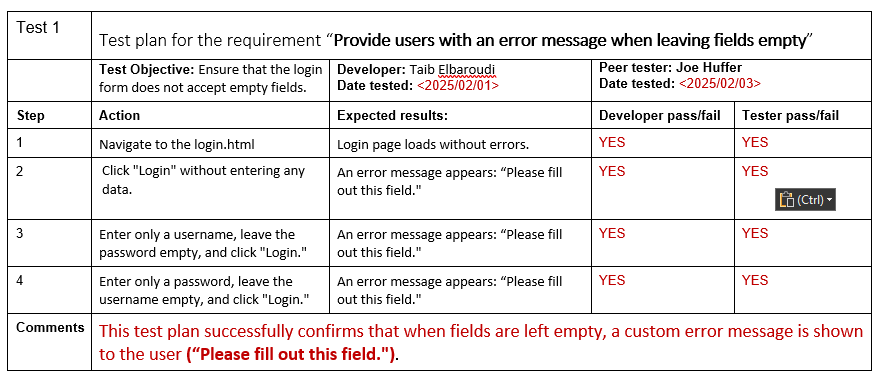 Test 1
Test plan for the requirement “Provide users with an error message when leaving fields empty”
Test Objective: Ensure that the login
form does not accept empty fields.
Developer: Taib Elbaroudi
Date tested: <2025/02/01>
Peer tester: Joe Huffer
Date tested: <2025/02/03>
Step
Action
Expected results:
Developer pass/fail
Tester pass/fail
1
Navigate to the login.html
Login page loads without errors.
YES
YES
2
Click "Login" without entering any
data.
An error message appears: “Please fill
out this field."
YES
YES
(Ctrl)
3
Enter only a username, leave the
password empty, and click "Login."
An error message appears: “Please fill
out this field."
YES
YES
4
Enter only a password, leave the
username empty, and click "Login."
An error message appears: “Please fill
out this field."
YES
YES
Comments
This test plan successfully confirms that when fields are left empty, a custom error message is shown
to the user (“Please fill out this field.").